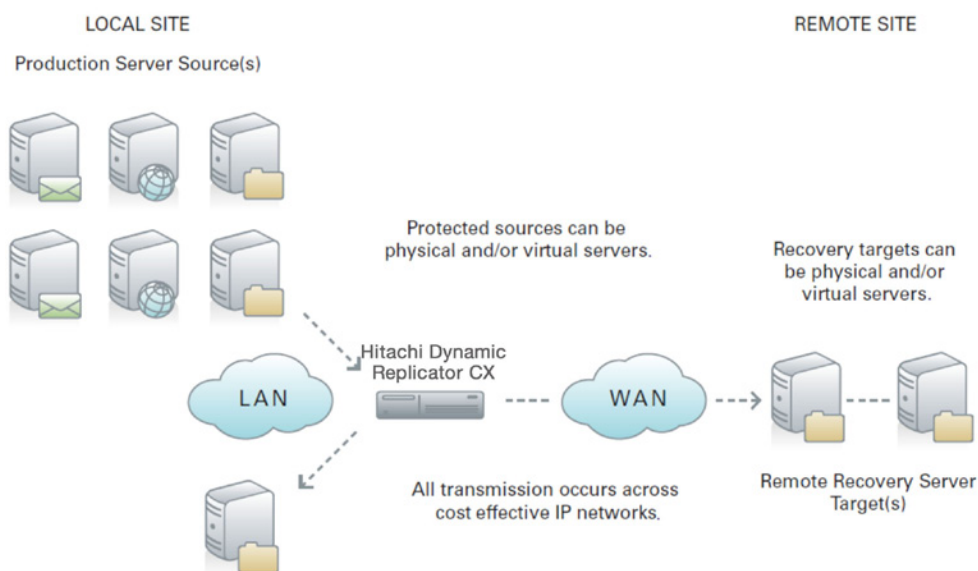 LOCAL SITE
REMOTE SITE
Production Server Source(s)
Protected sources can be
physical and/or virtual servers.
Recovery targets can
be physical and/or
virtual servers.
Hitachi Dynamic
Replicator CX
LAN
WAN
All transmission occurs across
cost effective IP networks.
Remote Recovery Server
Target(s)